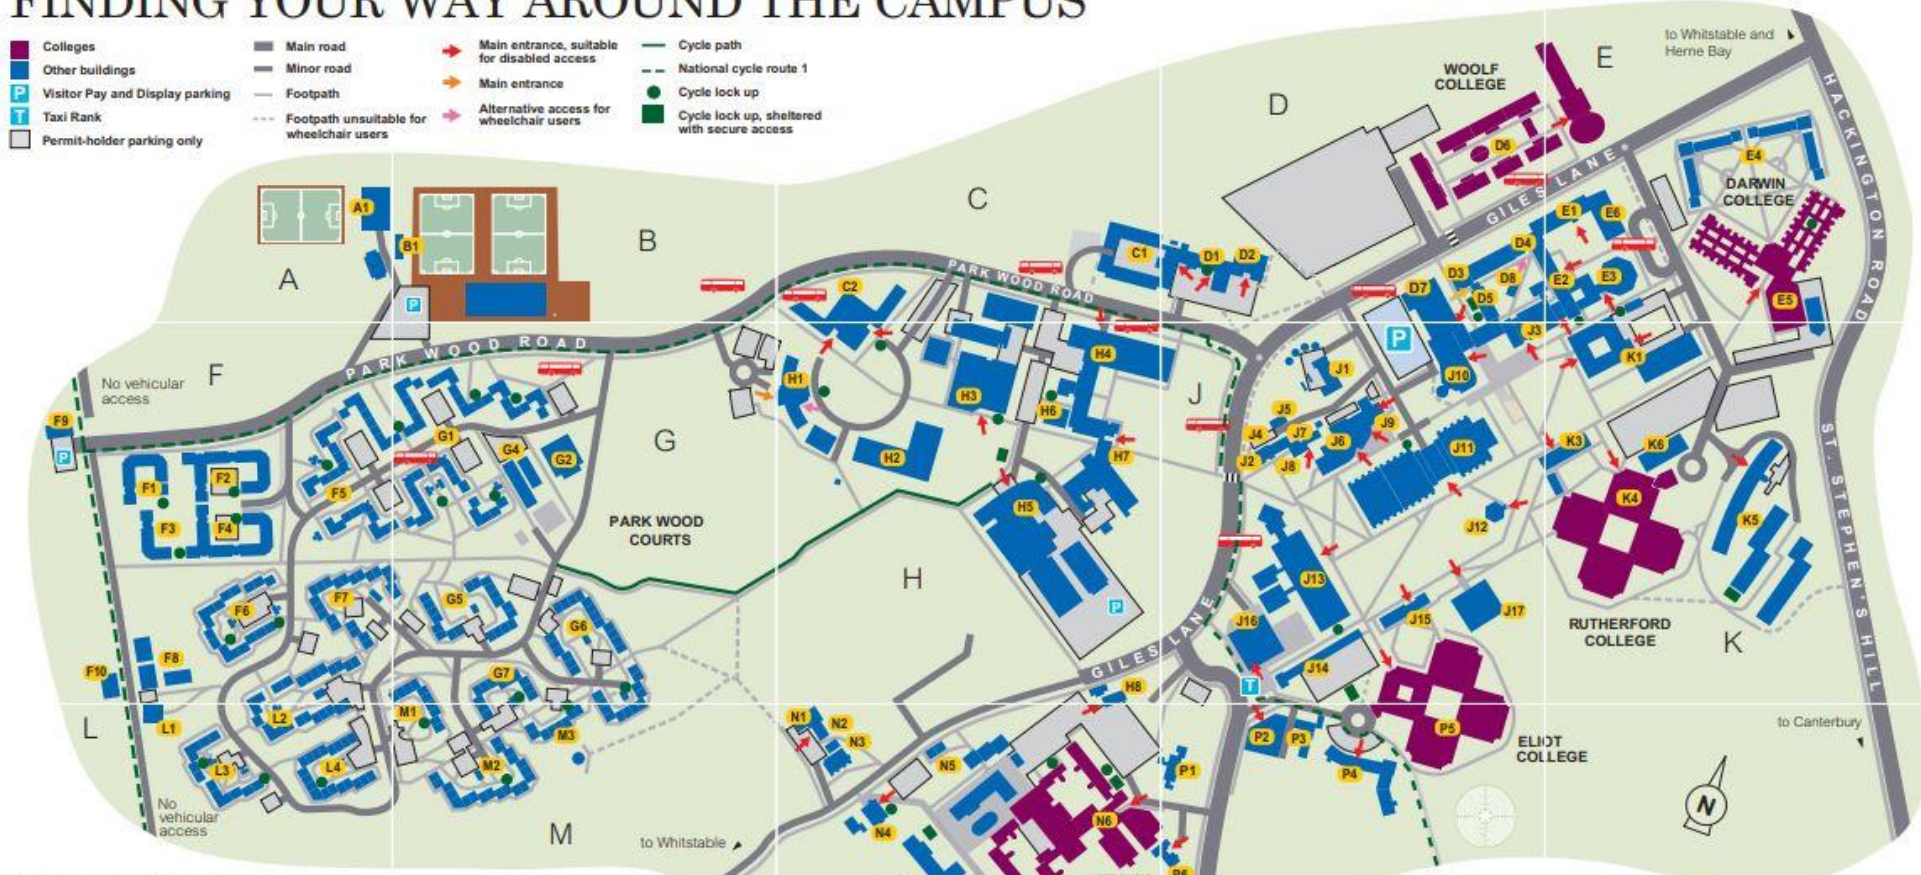 FINDING YOUR WAY AROUND THE CAMPUS
Colleges
Other buildings
P Visitor Pay and Display parking
T Taxi Rank
Permit-holder parking only
Main road
Minor road
Footpath
Footpath unsuitable for
wheelchair users
Main entrance, suitable
for disabled access
Main entrance
Alternative access for
wheelchair users
Cycle path
National cycle route 1
Cycle lock up
Cycle lock up, sheltered
with secure access
to Whitstable and
Herne Bay
E
WOOLF
COLLEGE
D
D6
HACKINGTON ROAD
E4
DARWIN
COLLEGE
GILES LANE
A1
B1
B
C
A
P
E1
E6
D4
E5
C1
D1
D2
PARK WOOD ROAD
C2
D3
D8
E2
E3
D7
D5
P
J3
K1
PARK WOOD ROAD
F
No vehicular
access
H1
H4
J1
J10
H3
H6
J
F9
P
G1
G4
G2
G
J5
J4
J7
J6
J9
J2
J8
J11
K3
K6
H2
H7
F1
F2
F5
F3
F4
PARK WOOD
COURTS
H5
K4
J12
K5
ST. STEPHEN'S HILL
H
J13
P
F6
F7
G5
G6
J16
J15
J17
RUTHERFORD
COLLEGE
K
GILES LANE
F10
F8
G7
J14
T
H8
L
L1
L2
M1
M3
N1
N2
N3
P2
P3
P5
ELIOT
COLLEGE
to Canterbury
L3
L4
M2
N5
P1
P4
N
No
vehicular
access
M
to Whitstable
N4
N6
P6